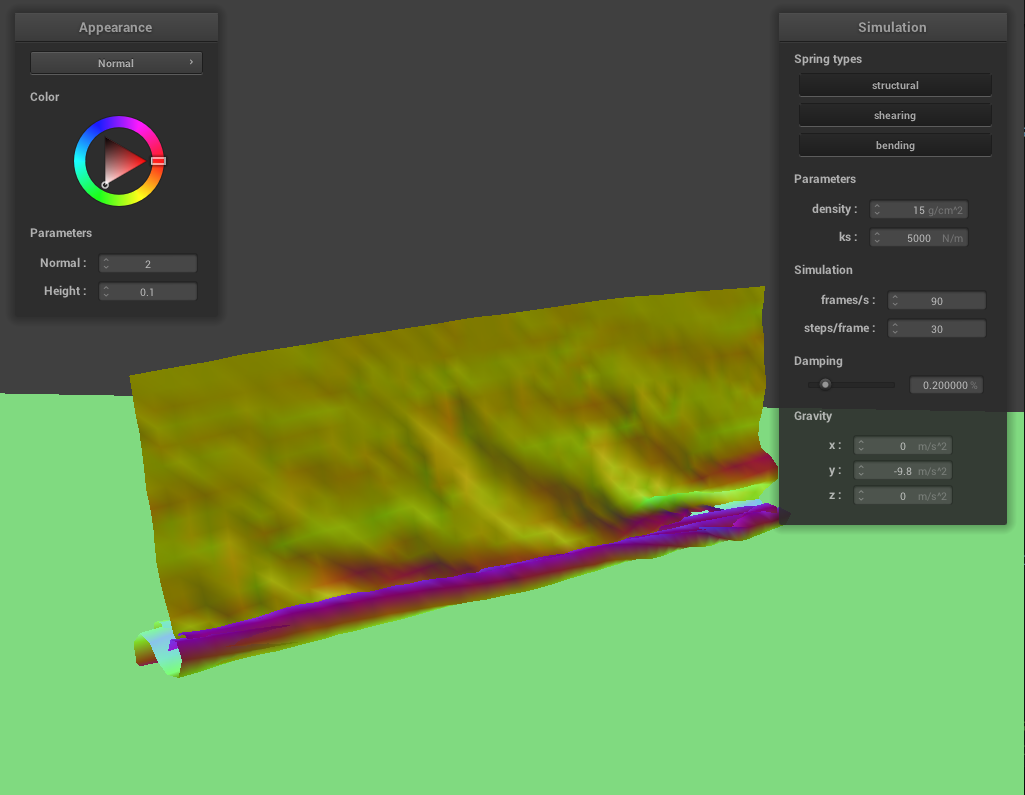 Appearance
Normal
Color
Parameters
Normal : 2
Height : 0.1
Simulation
Spring types
structural
shearing
bending
Parameters
density : 15 g/cm^2
ks : 5000 N/m
Simulation
frames/s : 90
steps/frame : 30
Damping
0.200000 %
Gravity
x : 0 m/s^2
y : -9.8 m/s^2
z : 0 m/s^2